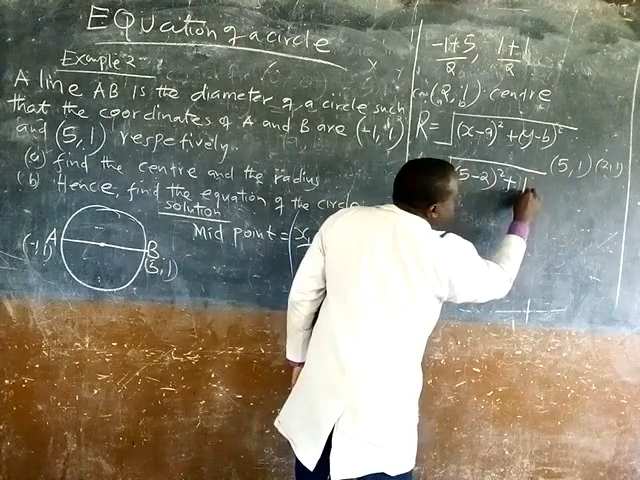 EQUATION of a circle
Example 2
A line AB is the diameter of a circle such
that the coordinates of A and B are (-1, 1)
and (5, 1) respetively.
(a) find the centre and the radius
(b) Hence, find the equation of the circle
solution
Mid point =
A
(-1, 1)
B
(5, 1)
-1+5/2, 1+1/2
(2, 1) centre
R = √(x-a)² + (y-b)²
(5-2)² + 1
(5, 1) (2, 1)